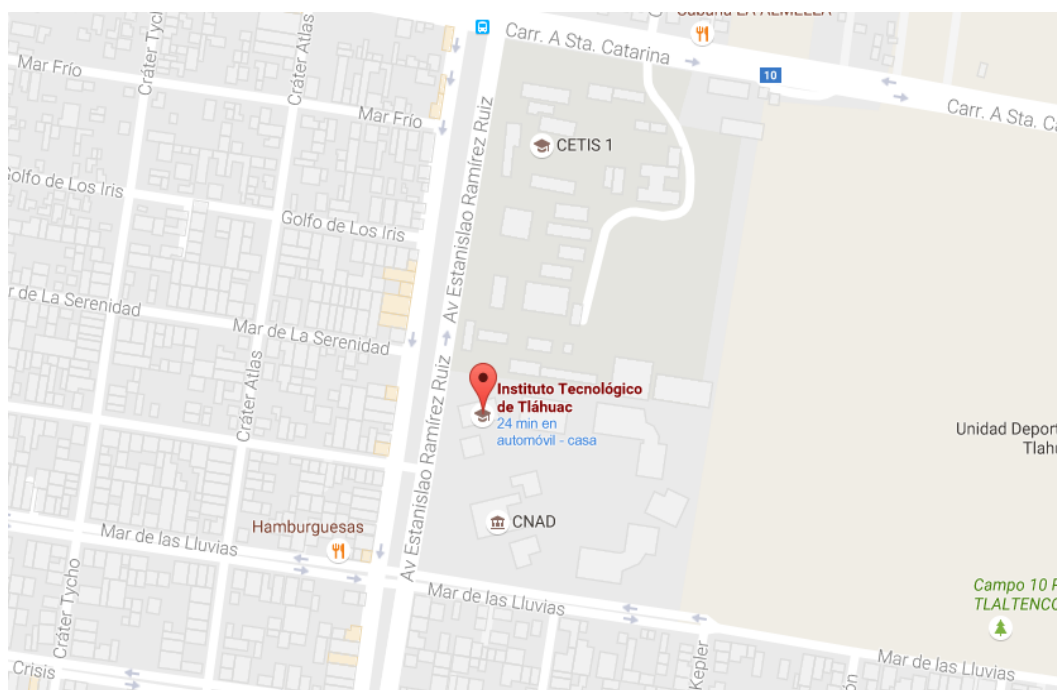 Carr. A Sta. Catarina
10
Carr. A Sta.
Mar Frío
Cráter Tycho
Cráter Atlas
Mar Frío
CETIS 1
Av Estanislao Ramírez Ruiz
Golfo de Los Iris
Golfo de Los Iris
de La Serenidad
Mar de La Serenidad
Cráter Atlas
Instituto Tecnológico
de Tláhuac
24 min en
automóvil - casa
Av Estanislao Ramírez Ruiz
Unidad Deport
Tlahu
CNAD
Hamburguesas
Mar de las Lluvias
Mar de las Lluvias
Campo 10 P
TLALTENCO
Cráter Tycho
Kepler
Mar de las Lluvias
Crisis